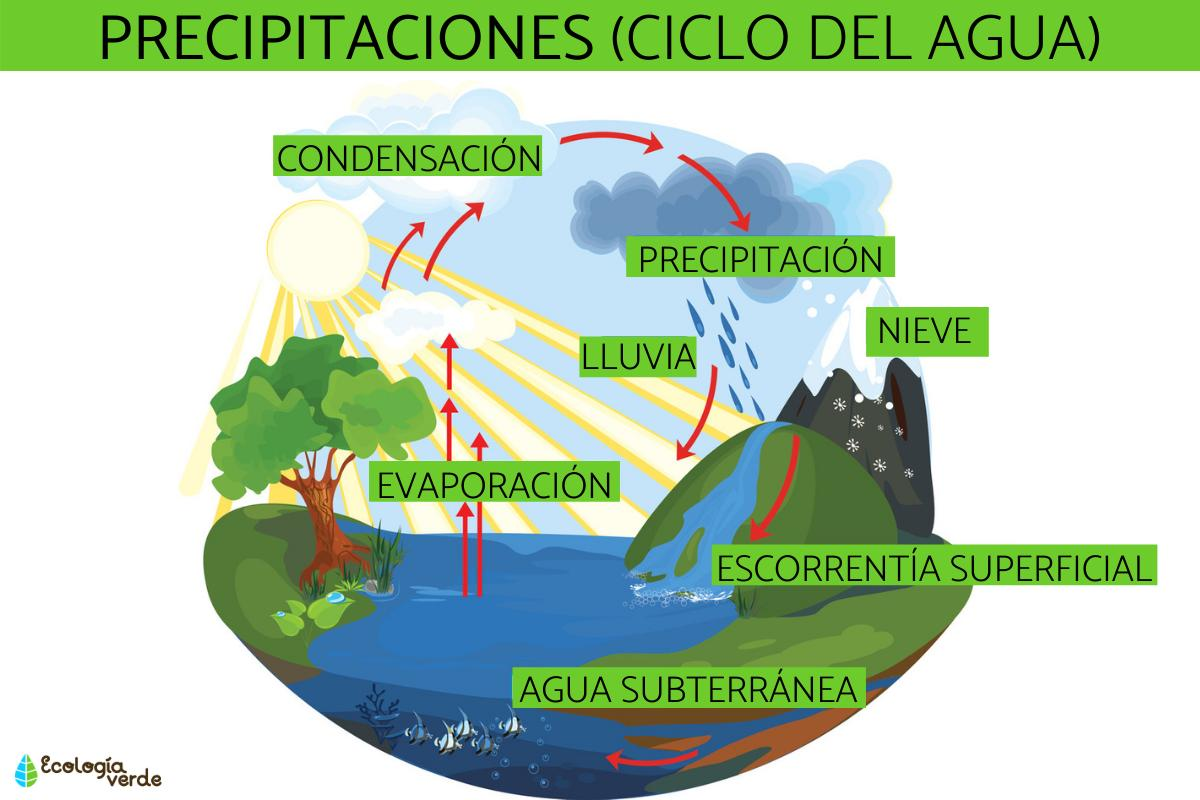 PRECIPITACIONES (CICLO DEL AGUA)
CONDENSACIÓN
PRECIPITACIÓN
NIEVE
LLUVIA
EVAPORACIÓN
ESCORRENTÍA SUPERFICIAL
AGUA SUBTERRÁNEA
Ecología
verde